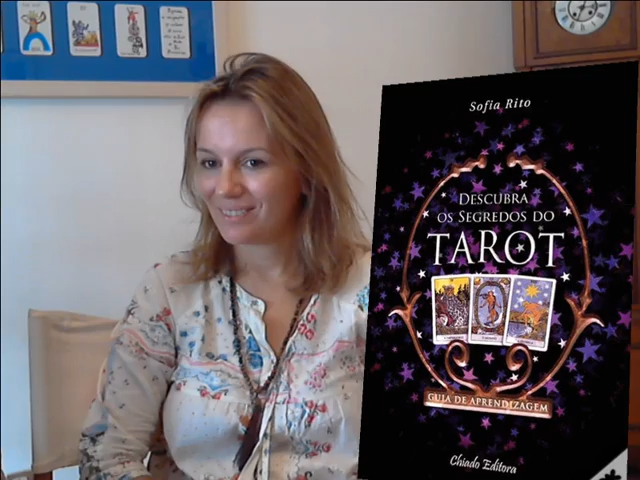 Sofia Rito
DESCUBRA
OS SEGREDOS DO
TAROT
GUIA DE APRENDIZAGEM
Chiado Editora